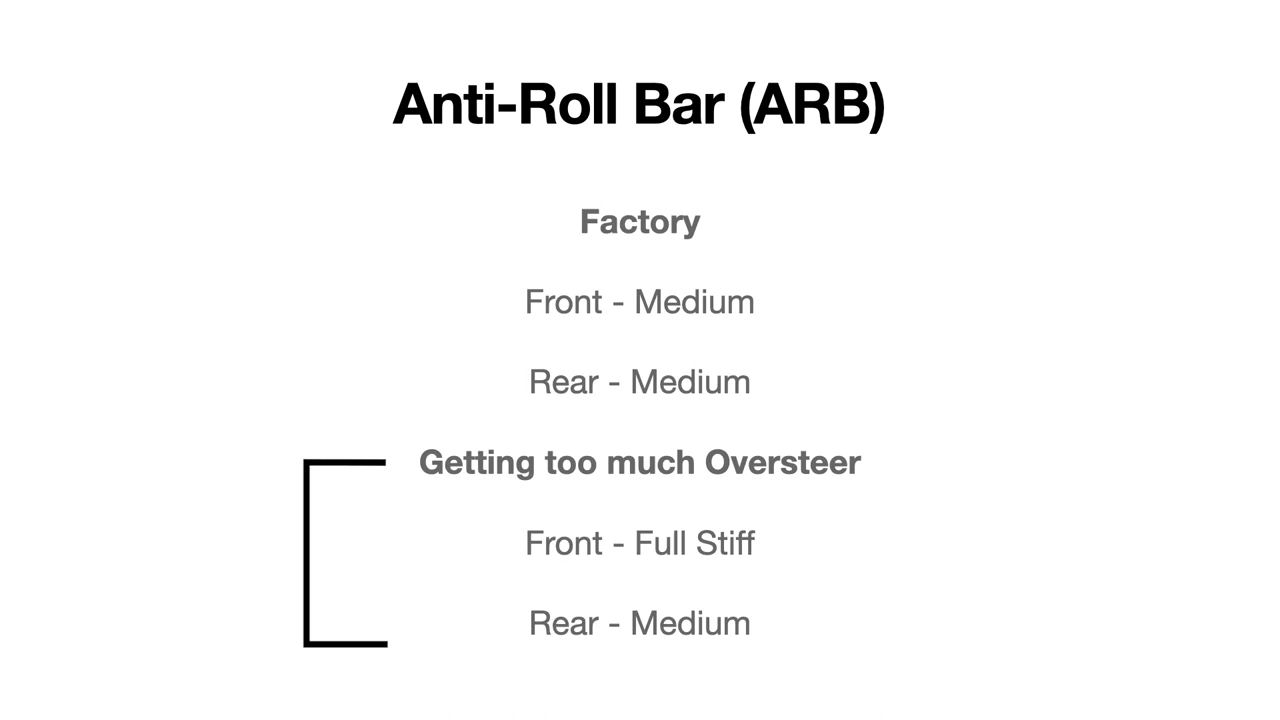 Anti-Roll Bar (ARB)
Factory
Front - Medium
Rear - Medium
Getting too much Oversteer
Front - Full Stiff
Rear - Medium